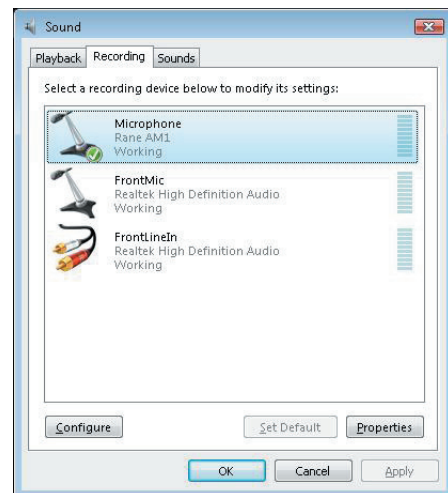 Sound
Playback Recording Sounds
Select a recording device below to modify its settings:
Microphone
Rane AM1
Working
FrontMic
Realtek High Definition Audio
Working
FrontLineIn
Realtek High Definition Audio
Working
Configure Set Default Properties
OK Cancel Apply